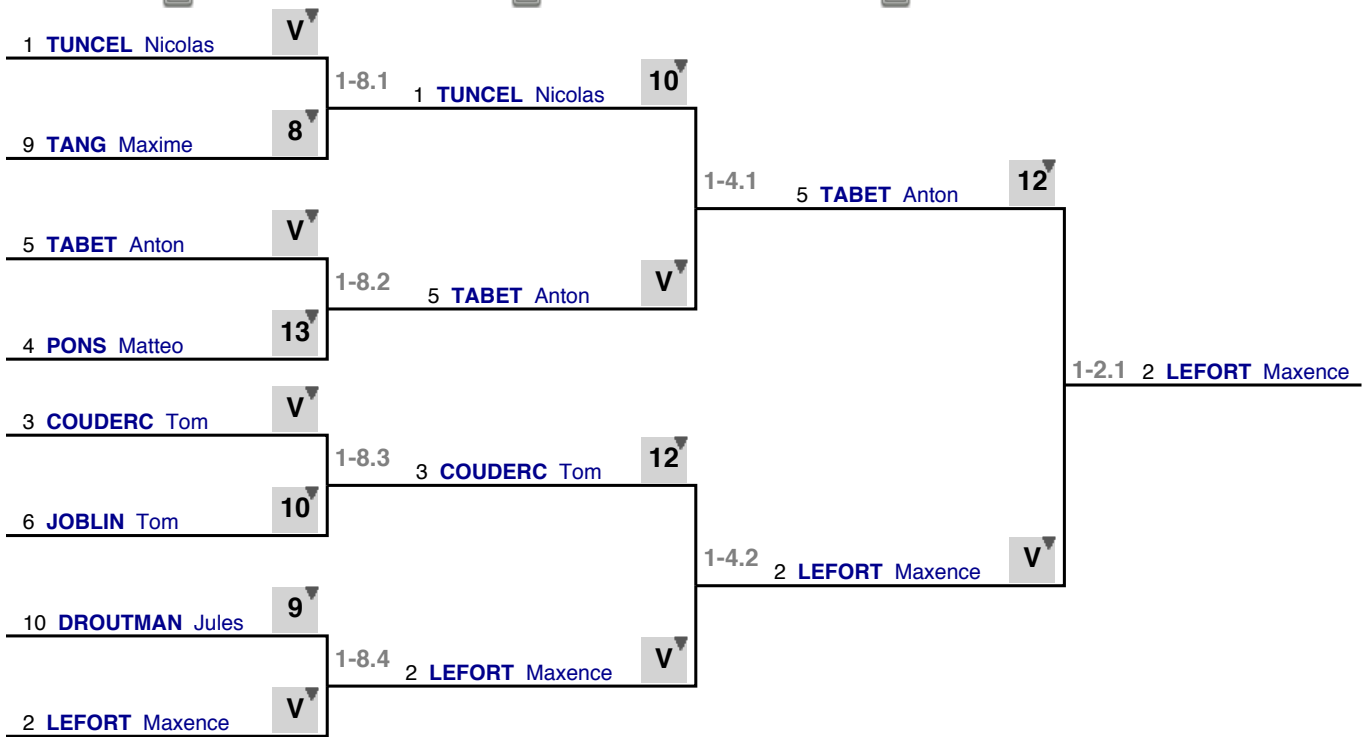 1 TUNCEL Nicolas V
9 TANG Maxime 8
5 TABET Anton V
4 PONS Matteo 13
3 COUDERC Tom V
6 JOBLIN Tom 10
10 DROUTMAN Jules 9
2 LEFORT Maxence V
1-8.1 1 TUNCEL Nicolas 10
1-8.2 5 TABET Anton V
1-8.3 3 COUDERC Tom 12
1-8.4 2 LEFORT Maxence V
1-4.1 5 TABET Anton 12
1-4.2 2 LEFORT Maxence V
1-2.1 2 LEFORT Maxence